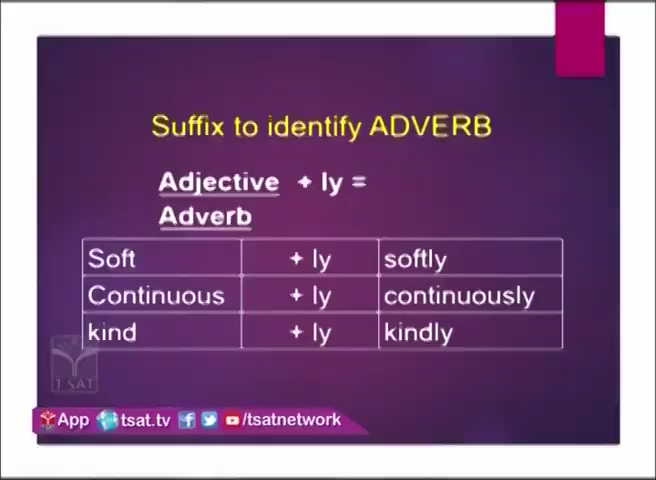 Suffix to identify ADVERB
Adjective + ly =
Adverb
Soft + ly softly
Continuous + ly continuously
kind + ly kindly
T SAT
App tsat.tv /tsatnetwork